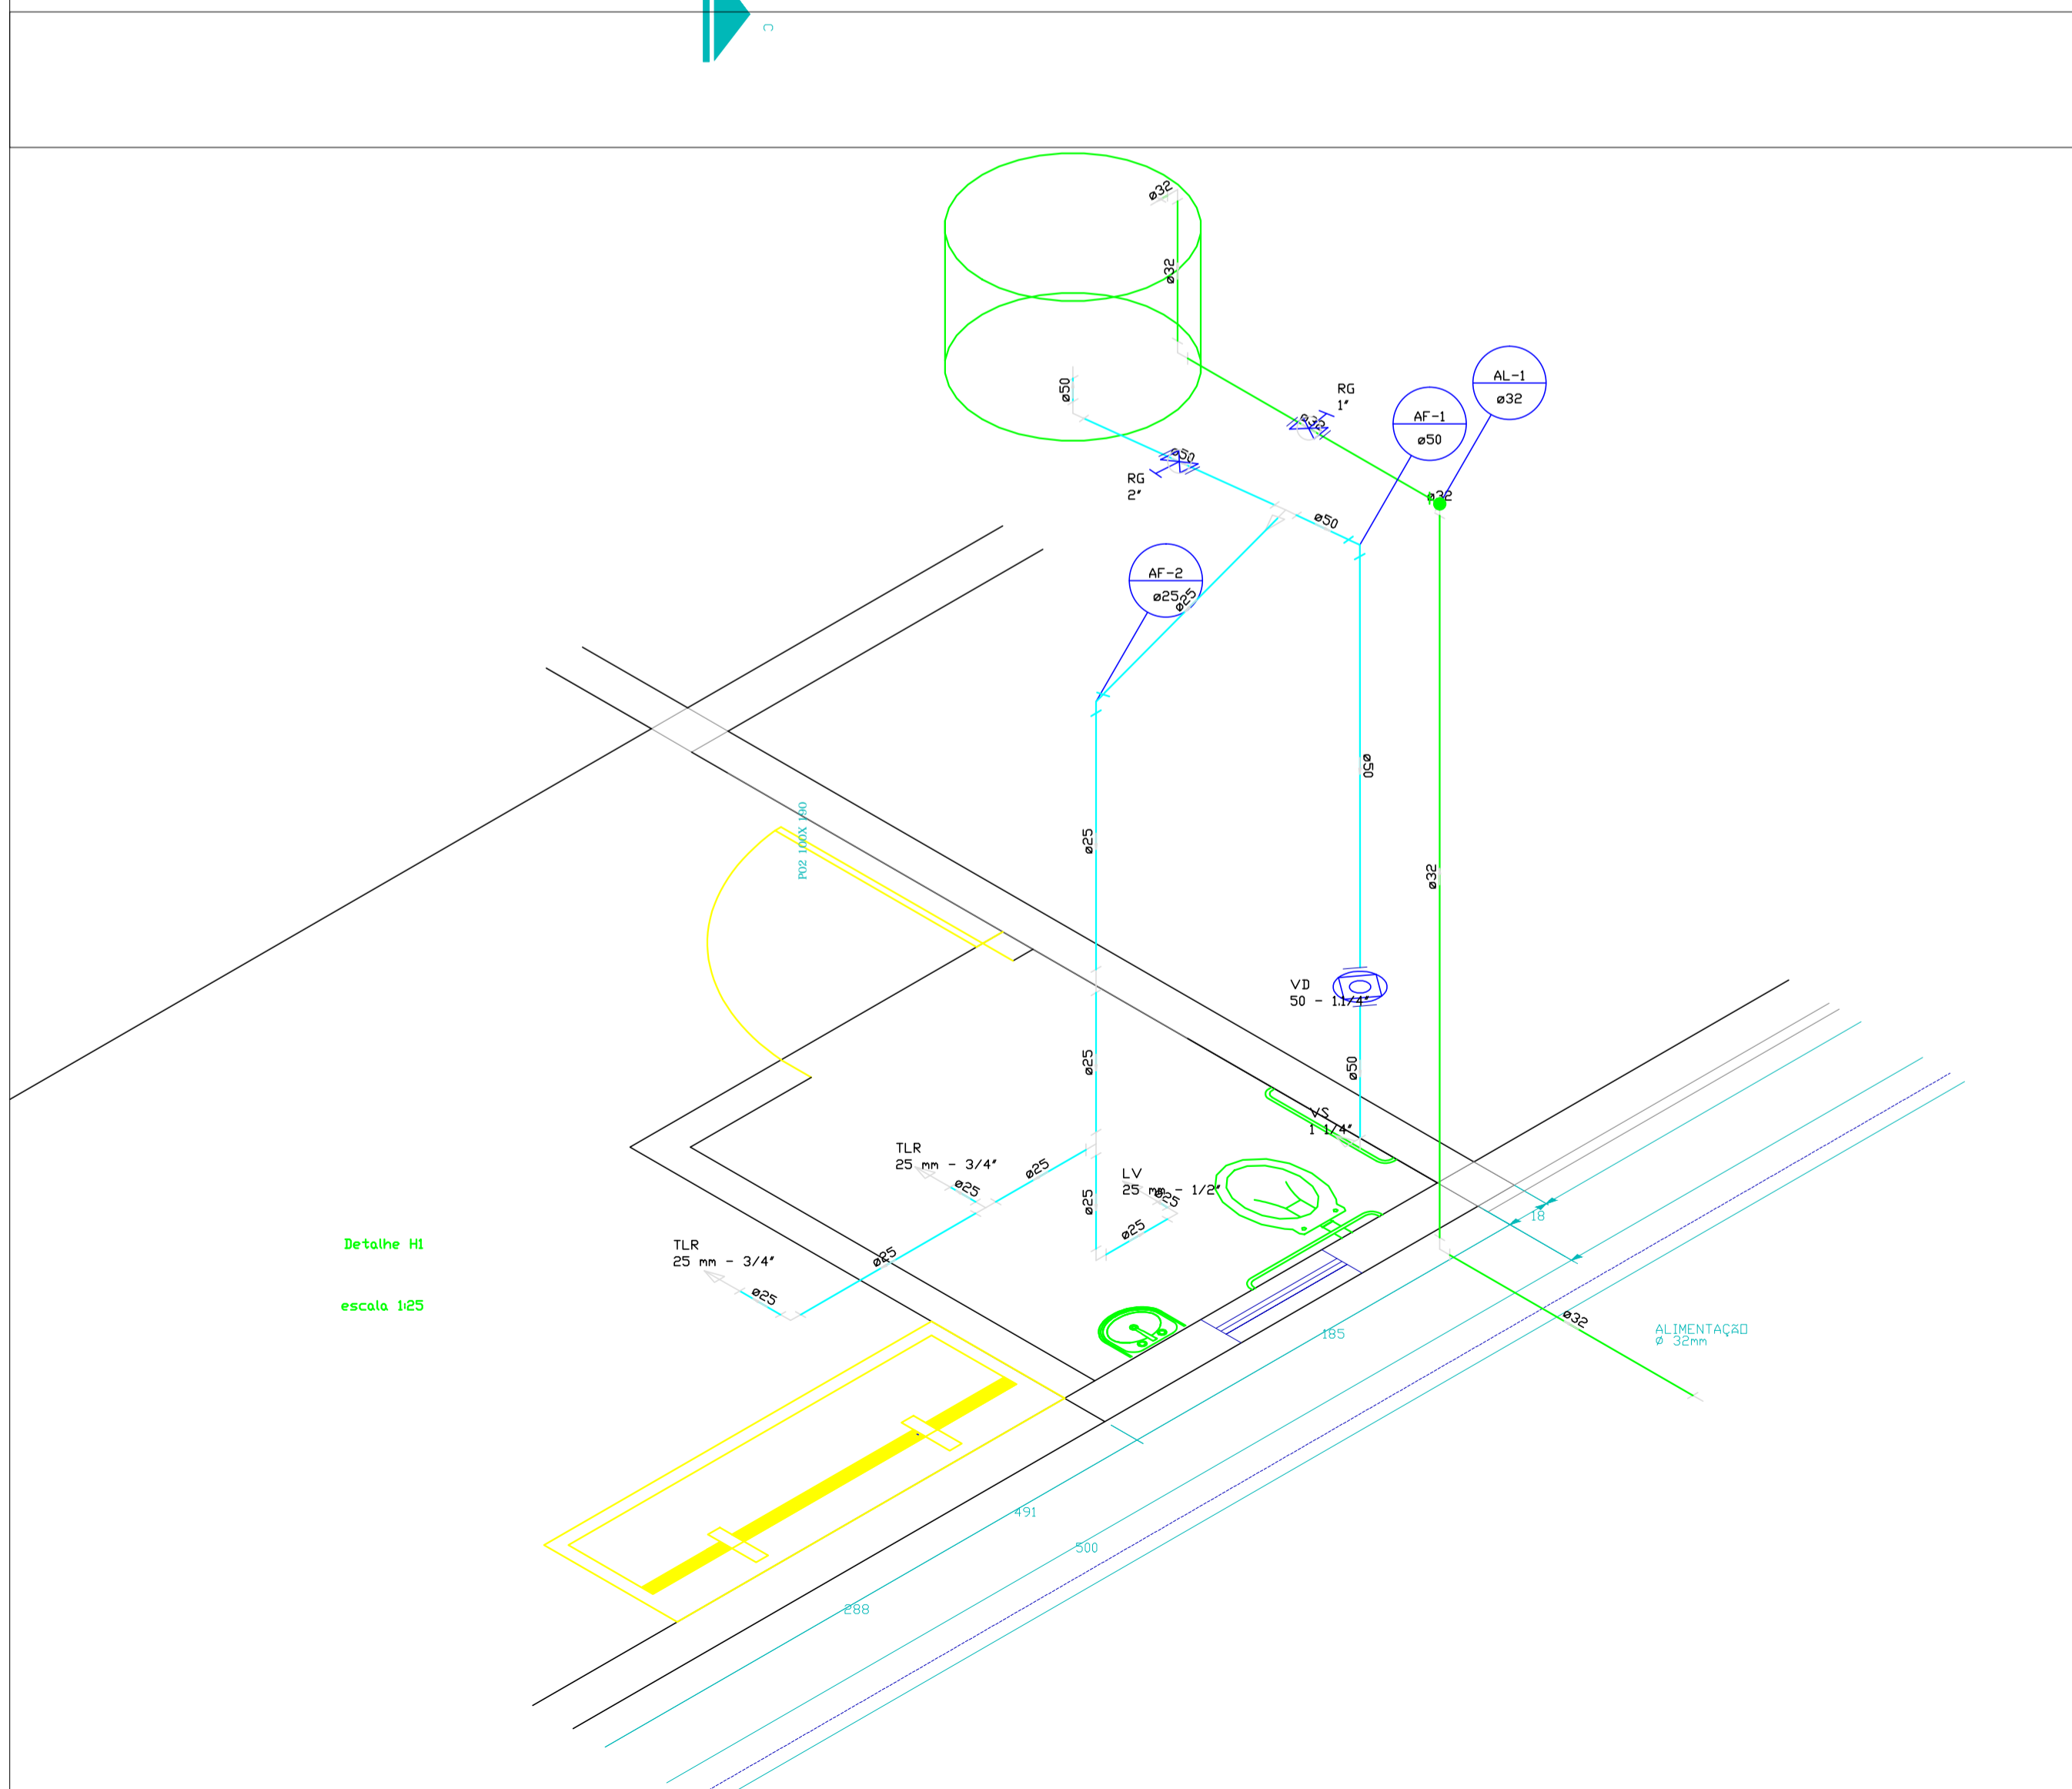 C
ø32
ø32
RG
1"
AL-1
ø32
AF-1
ø50
ø50
ø32
ø50
RG
2"
ø32
ø50
AF-2
ø25
ø25
ø50
P02 100X 190
ø25
ø32
VD
50 - 1.1/4"
ø25
ø50
VS
1 1/4"
TLR
25 mm - 3/4"
ø25
ø25
LV
25 mm - 1/2"
ø25
ø25
ø25
18
Detalhe H1
TLR
25 mm - 3/4"
ø25
ø25
escala 1:25
ø32
ALIMENTAÇÃO
Ø 32mm
185
491
500
288